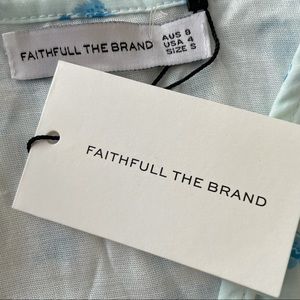 FAITHFULL THE BRAND
AUS 8
USA 4
SIZE S
FAITHFULL THE BRAND